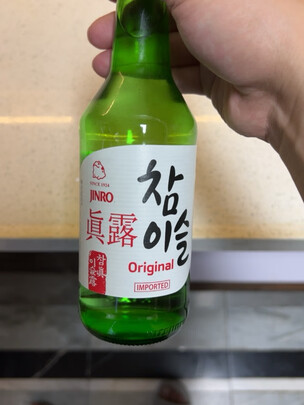 SINCE 1924
JINRO
眞露
참이슬
Original
IMPORTED